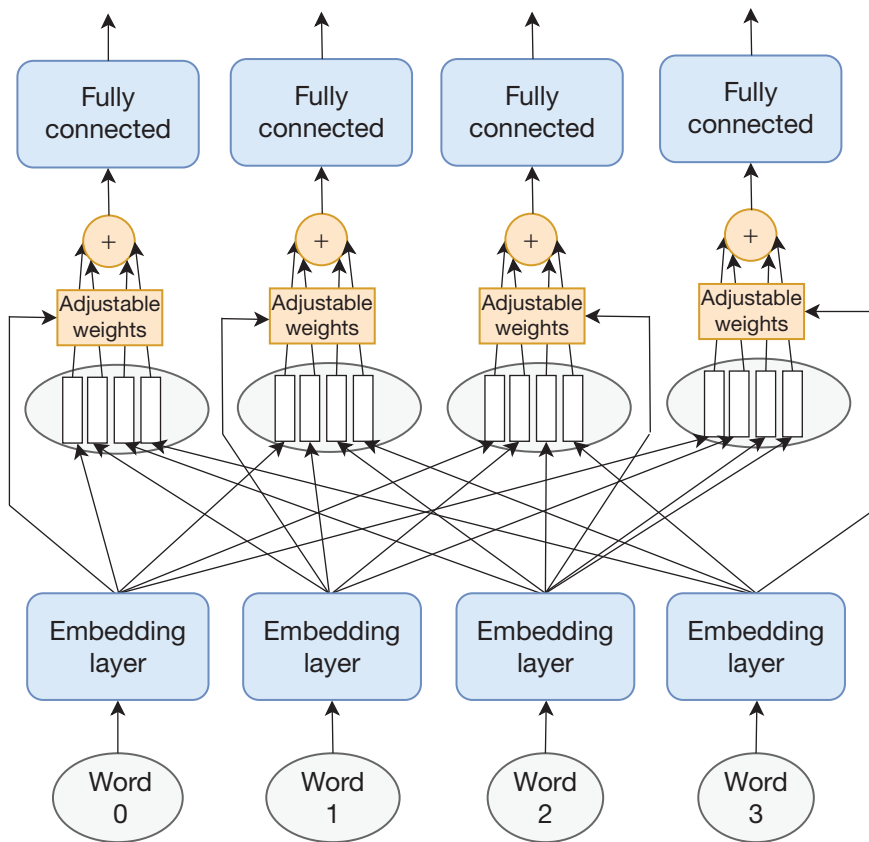 Fully
connected
Fully
connected
Fully
connected
Fully
connected
+
+
+
+
Adjustable
weights
Adjustable
weights
Adjustable
weights
Adjustable
weights
Embedding
layer
Embedding
layer
Embedding
layer
Embedding
layer
Word
0
Word
1
Word
2
Word
3